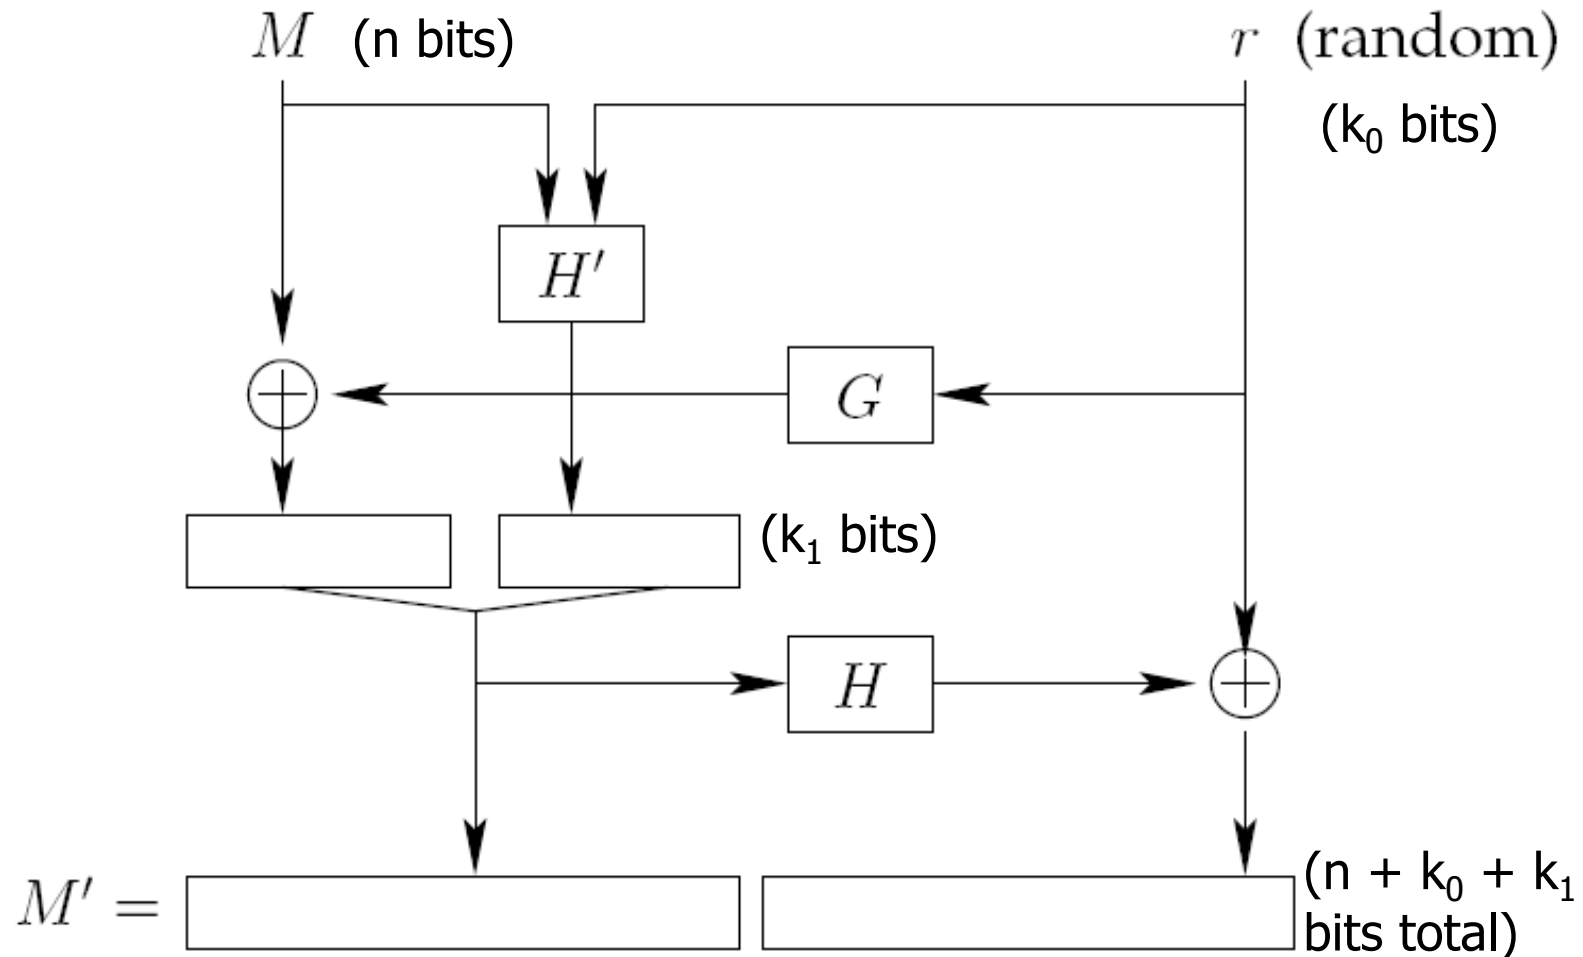 M (n bits)
r (random)
(k₀ bits)
H′
G
(k₁ bits)
H
M′ =
(n + k₀ + k₁
bits total)